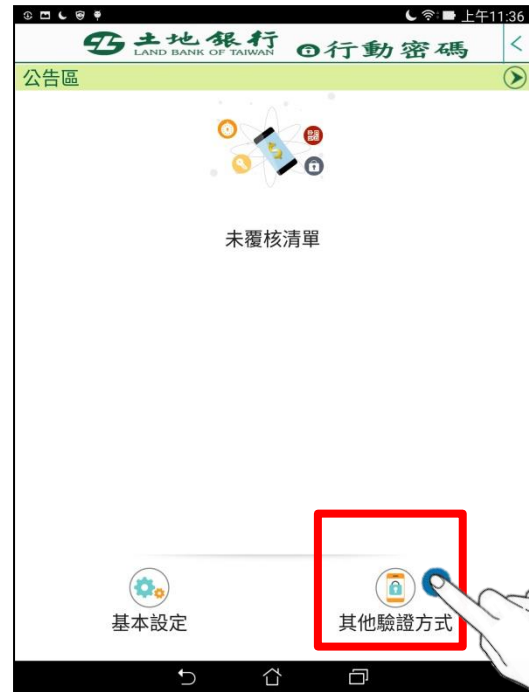 上午11:36
土地銀行 行動密碼
LAND BANK OF TAIWAN
公告區
未覆核清單
基本設定 其他驗證方式